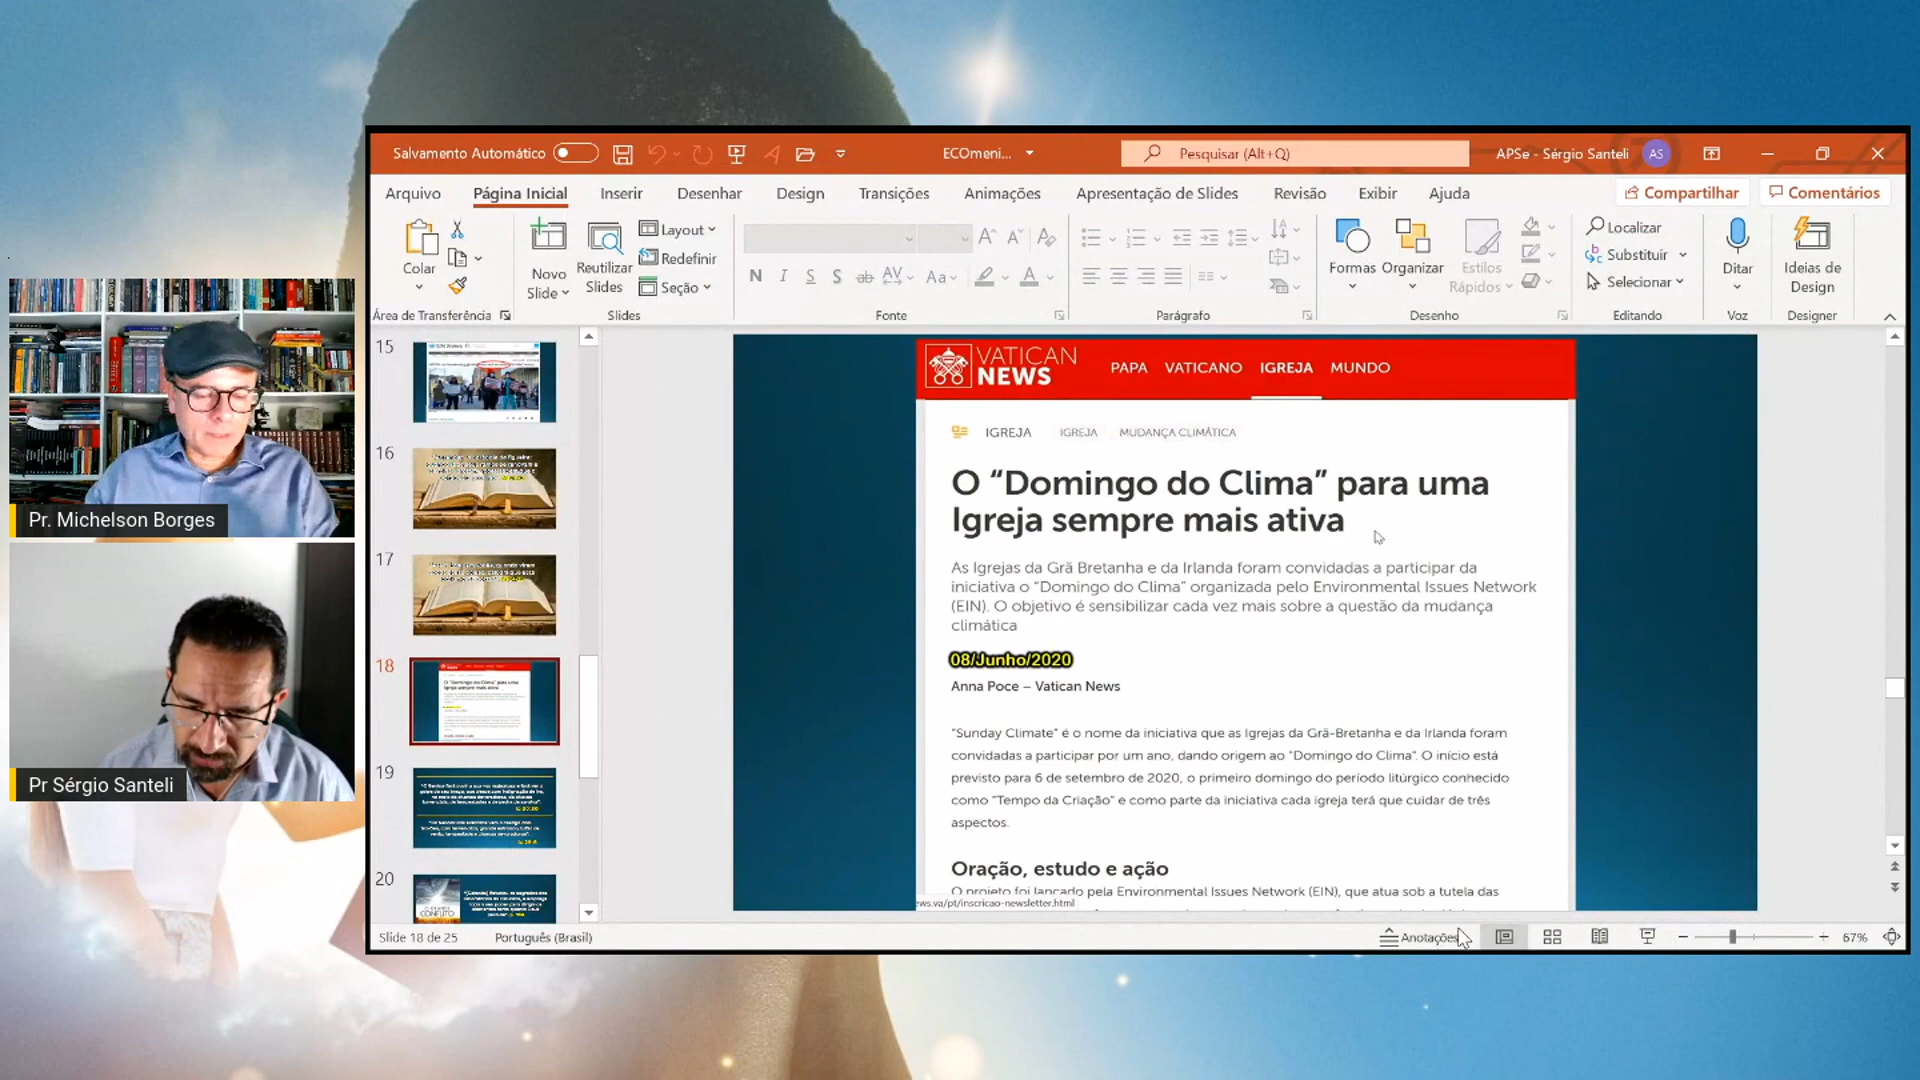 Salvamento Automático
ECOmeni...
Pesquisar (Alt+Q)
APSe - Sérgio Santeli
AS
Arquivo
Página Inicial
Inserir
Desenhar
Design
Transições
Animações
Apresentação de Slides
Revisão
Exibir
Ajuda
Compartilhar
Comentários
Colar
Novo
Slide
Reutilizar
Slides
Layout
Redefinir
Seção
N I S S ab AV Aa A
Formas
Organizar
Estilos
Rápidos
Localizar
Substituir
Selecionar
Ditar
Ideias de
Design
Área de Transferência
Slides
Fonte
Parágrafo
Desenho
Editando
Voz
Designer
15
16
17
18
19
20
VATICAN
NEWS
PAPA
VATICANO
IGREJA
MUNDO
IGREJA
IGREJA
MUDANÇA CLIMÁTICA
O “Domingo do Clima” para uma
Igreja sempre mais ativa
As Igrejas da Grã Bretanha e da Irlanda foram convidadas a participar da
iniciativa o “Domingo do Clima” organizada pelo Environmental Issues Network
(EIN). O objetivo é sensibilizar cada vez mais sobre a questão da mudança
climática
08/Junho/2020
Anna Poce – Vatican News
“Sunday Climate” é o nome da iniciativa que as Igrejas da Grã-Bretanha e da Irlanda foram
convidadas a participar por um ano, dando origem ao “Domingo do Clima”. O início está
previsto para 6 de setembro de 2020, o primeiro domingo do período litúrgico conhecido
como “Tempo da Criação” e como parte da iniciativa cada igreja terá que cuidar de três
aspectos.
Oração, estudo e ação
O projeto foi lançado pela Environmental Issues Network (EIN), que atua sob a tutela das
ews.va/pt/inscricao-newsletter.html
Slide 18 de 25
Português (Brasil)
Anotações
67%
Pr. Michelson Borges
Pr Sérgio Santeli